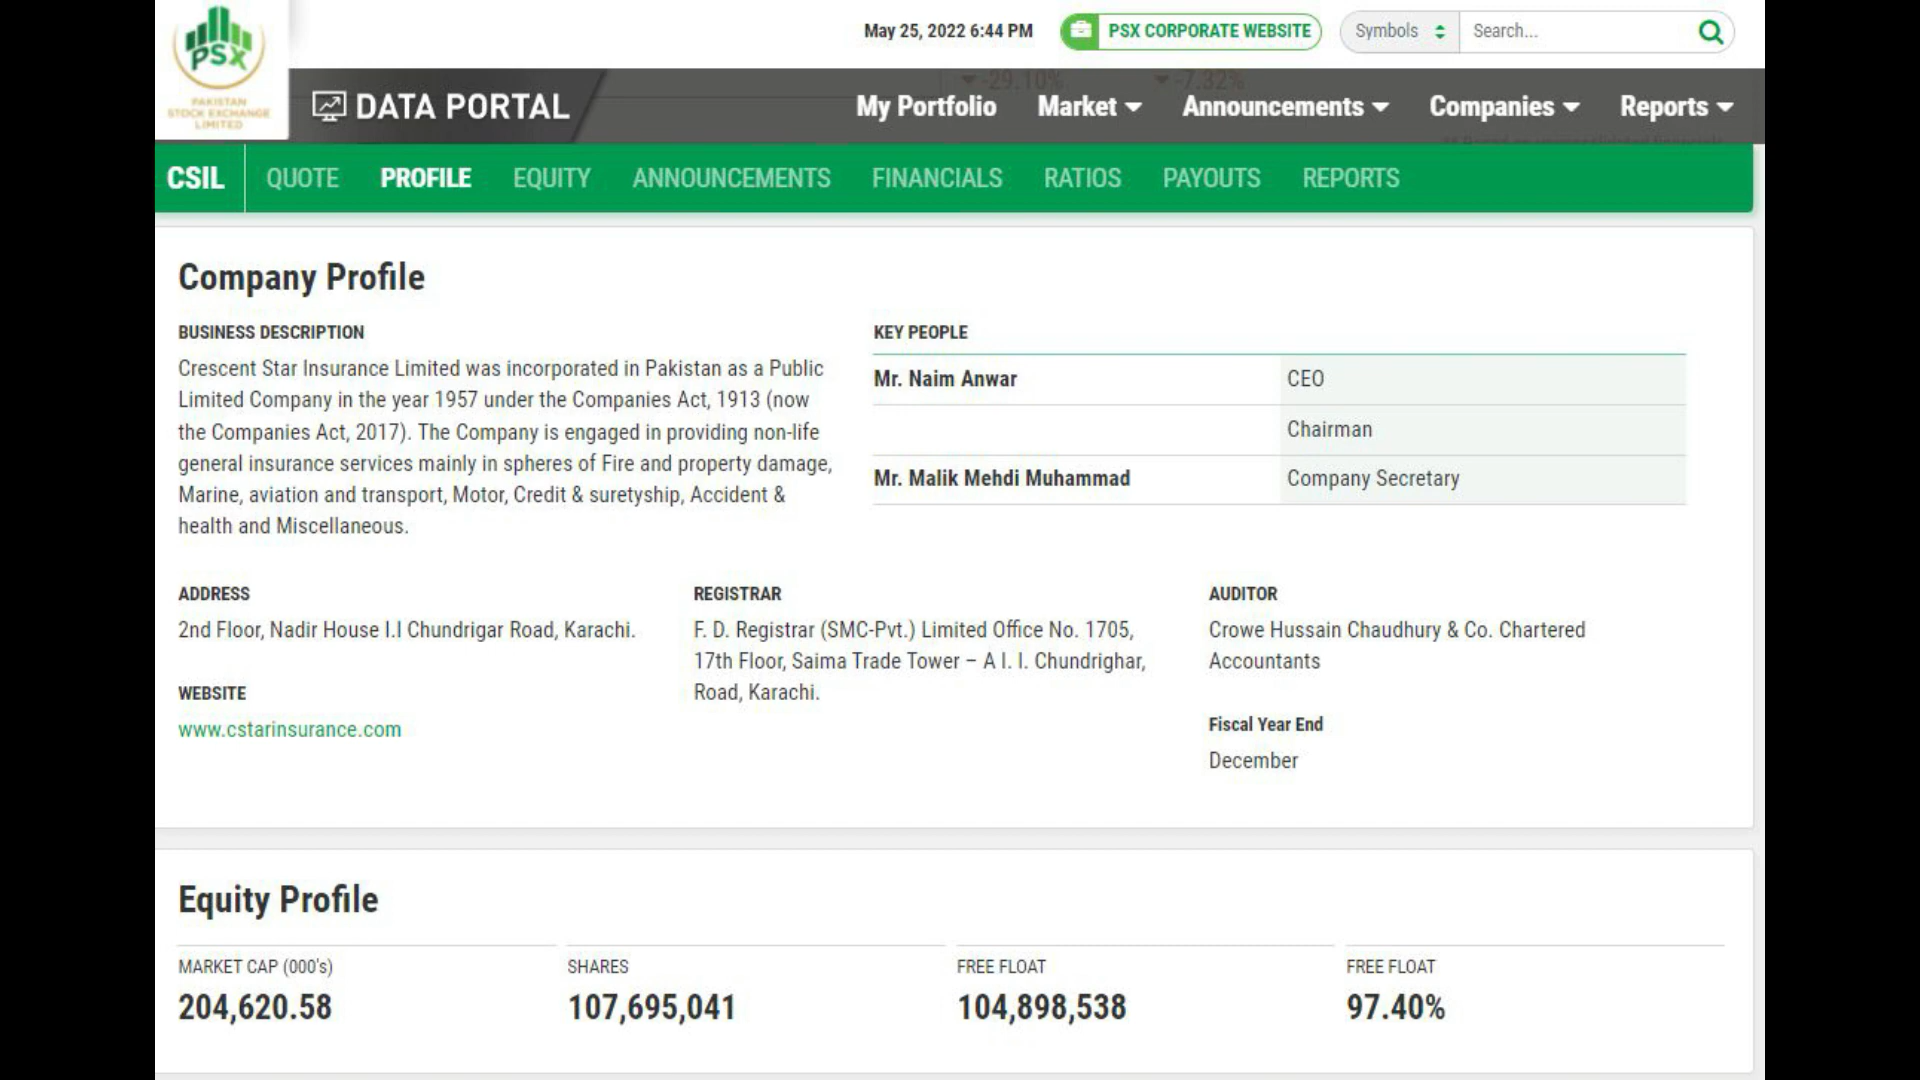 PSX
PAKISTAN
STOCK EXCHANGE
LIMITED
May 25, 2022 6:44 PM
PSX CORPORATE WEBSITE
Symbols
Search...
-29.10%
-7.32%
DATA PORTAL
My Portfolio
Market
Announcements
Companies
Reports
CSIL
QUOTE
PROFILE
EQUITY
ANNOUNCEMENTS
FINANCIALS
RATIOS
PAYOUTS
REPORTS
Company Profile
BUSINESS DESCRIPTION
Crescent Star Insurance Limited was incorporated in Pakistan as a Public
Limited Company in the year 1957 under the Companies Act, 1913 (now
the Companies Act, 2017). The Company is engaged in providing non-life
general insurance services mainly in spheres of Fire and property damage,
Marine, aviation and transport, Motor, Credit & suretyship, Accident &
health and Miscellaneous.
KEY PEOPLE
Mr. Naim Anwar CEO
Chairman
Mr. Malik Mehdi Muhammad Company Secretary
ADDRESS
2nd Floor, Nadir House I.I Chundrigar Road, Karachi.
WEBSITE
www.cstarinsurance.com
REGISTRAR
F. D. Registrar (SMC-Pvt.) Limited Office No. 1705,
17th Floor, Saima Trade Tower – A I. I. Chundrighar,
Road, Karachi.
AUDITOR
Crowe Hussain Chaudhury & Co. Chartered
Accountants
Fiscal Year End
December
Equity Profile
MARKET CAP (000's)
204,620.58
SHARES
107,695,041
FREE FLOAT
104,898,538
FREE FLOAT
97.40%